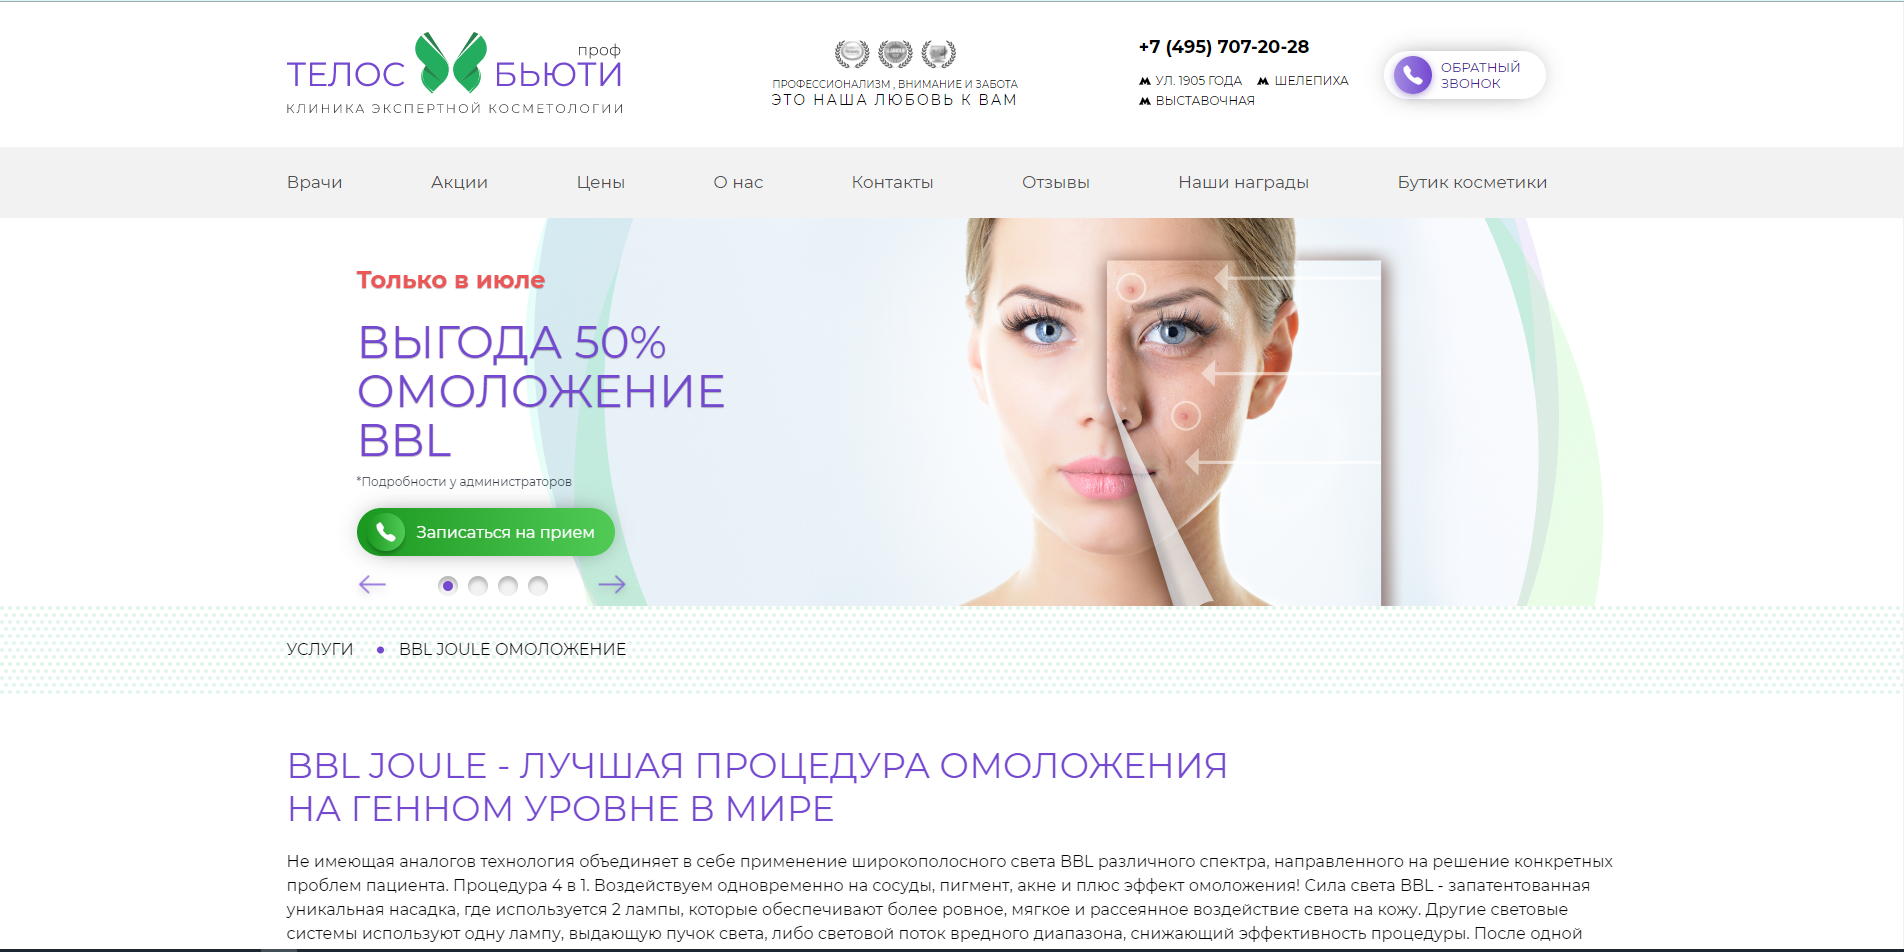 проф
ТЕЛОС БЬЮТИ
КЛИНИКА ЭКСПЕРТНОЙ КОСМЕТОЛОГИИ
ПРОФЕССИОНАЛИЗМ , ВНИМАНИЕ И ЗАБОТА
ЭТО НАША ЛЮБОВЬ К ВАМ
+7 (495) 707-20-28
УЛ. 1905 ГОДА ШЕЛЕПИХА
ВЫСТАВОЧНАЯ
ОБРАТНЫЙ
ЗВОНОК
Врачи Акции Цены О нас Контакты Отзывы Наши награды Бутик косметики
Только в июле
ВЫГОДА 50%
ОМОЛОЖЕНИЕ
BBL
*Подробности у администраторов
Записаться на прием
УСЛУГИ • BBL JOULE ОМОЛОЖЕНИЕ
BBL JOULE - ЛУЧШАЯ ПРОЦЕДУРА ОМОЛОЖЕНИЯ
НА ГЕННОМ УРОВНЕ В МИРЕ
Не имеющая аналогов технология объединяет в себе применение широкополосного света BBL различного спектра, направленного на решение конкретных
проблем пациента. Процедура 4 в 1. Воздействуем одновременно на сосуды, пигмент, акне и плюс эффект омоложения! Сила света BBL - запатентованная
уникальная насадка, где используется 2 лампы, которые обеспечивают более ровное, мягкое и рассеянное воздействие света на кожу. Другие световые
системы используют одну лампу, выдающую пучок света, либо световой поток вредного диапазона, снижающий эффективность процедуры. После одной